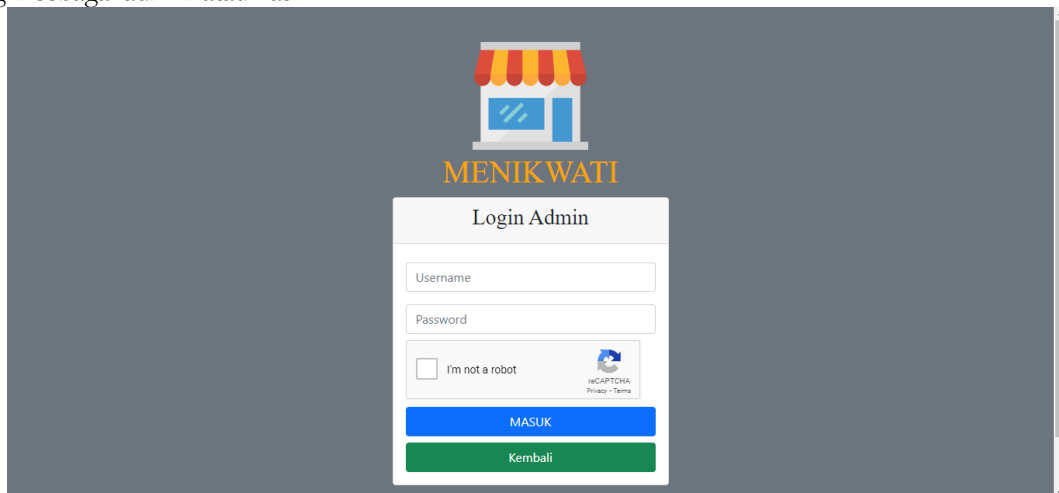 MENIKWATI
Login Admin
Username
Password
I'm not a robot
reCAPTCHA
Privacy - Terms
MASUK
Kembali